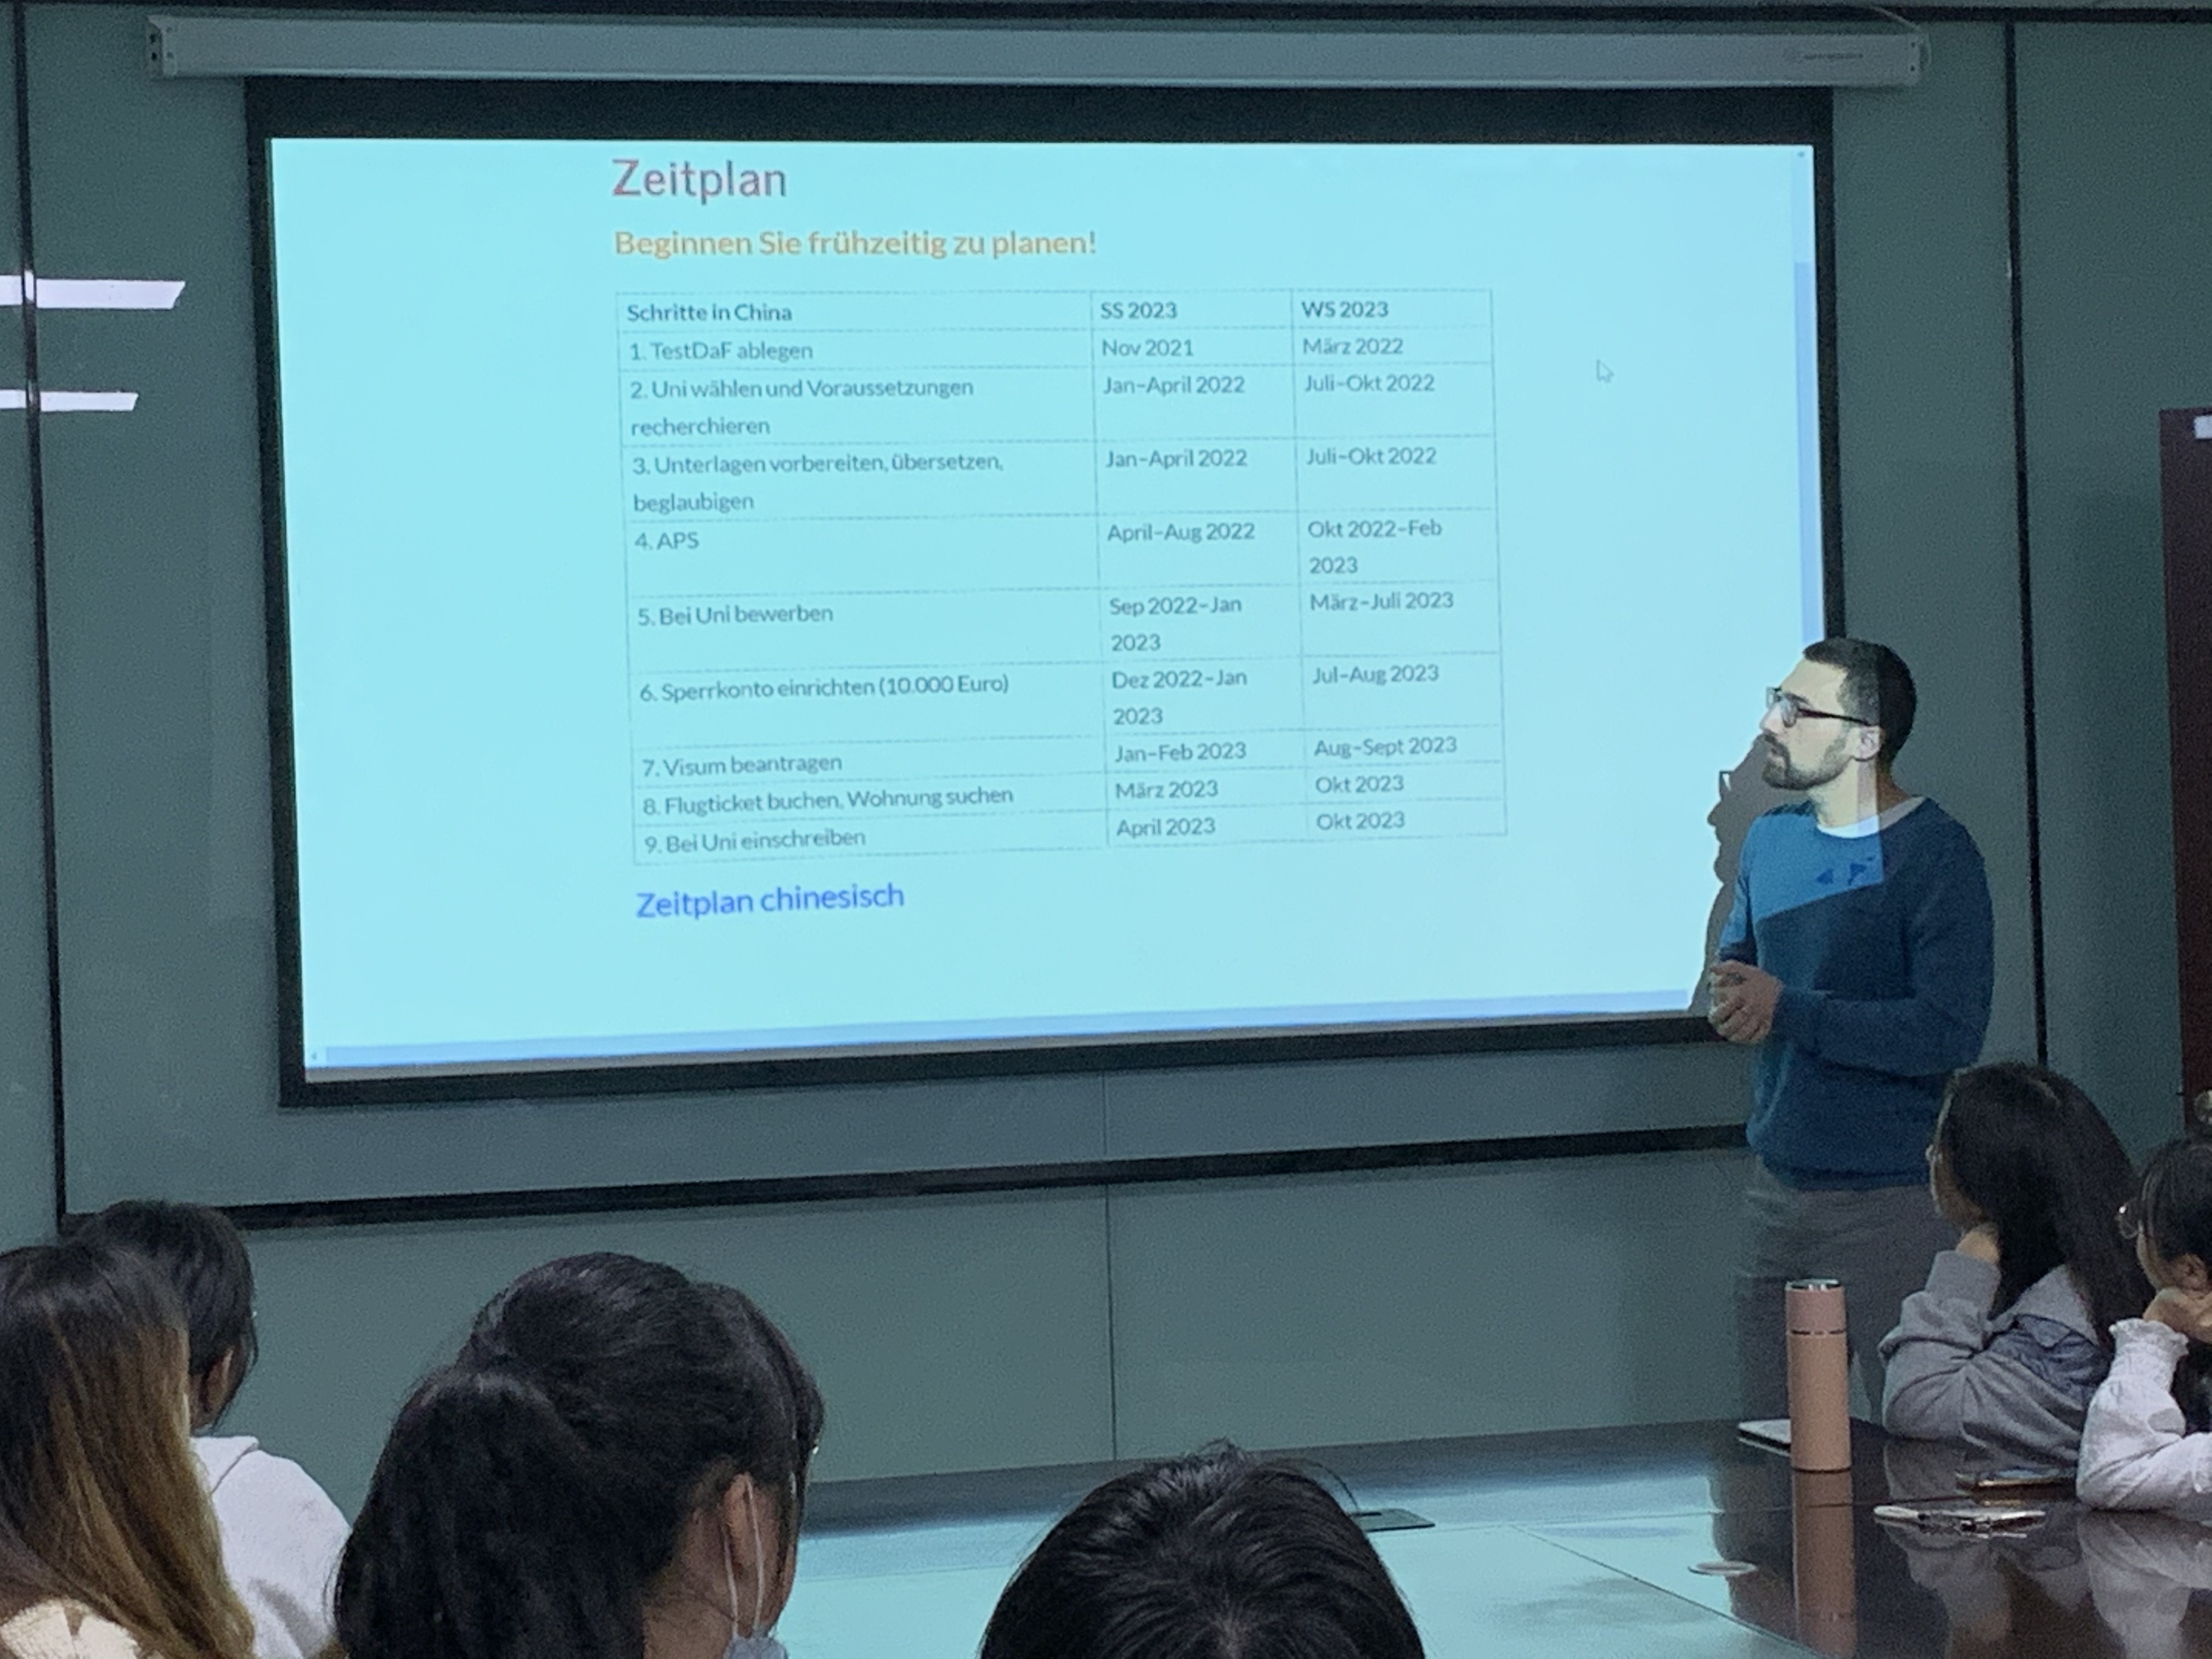 Zeitplan
Beginnen Sie frühzeitig zu planen!
Schritte in China SS 2023 WS 2023
1. TestDaF ablegen Nov 2021 März 2022
2. Uni wählen und Voraussetzungen Jan–April 2022 Juli–Okt 2022
recherchieren
3. Unterlagen vorbereiten, übersetzen, Jan–April 2022 Juli–Okt 2022
beglaubigen
4. APS April–Aug 2022 Okt 2022–Feb
2023
5. Bei Uni bewerben Sep 2022–Jan März–Juli 2023
2023
6. Sperrkonto einrichten (10.000 Euro) Dez 2022–Jan Jul–Aug 2023
2023
7. Visum beantragen Jan–Feb 2023 Aug–Sept 2023
8. Flugticket buchen, Wohnung suchen März 2023 Okt 2023
9. Bei Uni einschreiben April 2023 Okt 2023
Zeitplan chinesisch